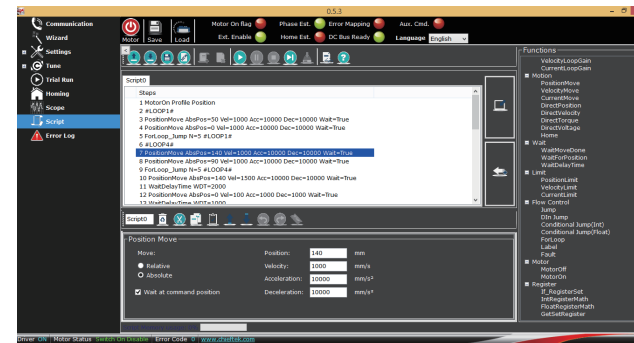 0.5.3
Communication
Wizard
Settings
Tune
Trial Run
Homing
Scope
Script
Error Log
Motor Save Load
Motor On flag Phase Est. Error Mapping Aux. Cmd.
Ext. Enable Home Est. DC Bus Ready Language English
Script0
Steps
1 MotorOn Profile Position
2 #LOOP1#
3 PositionMove AbsPos=50 Vel=1000 Acc=10000 Dec=10000 Wait=True
4 PositionMove AbsPos=0 Vel=1000 Acc=10000 Dec=10000 Wait=True
5 ForLoop_Jump N=5 #LOOP1#
6 #LOOP4#
7 PositionMove AbsPos=140 Vel=1000 Acc=10000 Dec=10000 Wait=True
8 PositionMove AbsPos=90 Vel=1000 Acc=10000 Dec=10000 Wait=True
9 ForLoop_Jump N=5 #LOOP4#
10 PositionMove AbsPos=140 Vel=1500 Acc=10000 Dec=10000 Wait=True
11 WaitDelayTime WDT=2000
12 PositionMove AbsPos=0 Vel=100 Acc=1000 Dec=1000 Wait=True
13 WaitDelayTime WDT=1000
Script0
Position Move
Move:
Relative
Absolute
Wait at command position
Position: 140 mm
Velocity: 1000 mm/s
Acceleration: 10000 mm/s²
Deceleration: 10000 mm/s²
Functions
VelocityLoopGain
CurrentLoopGain
Motion
PositionMove
VelocityMove
CurrentMove
DirectPosition
DirectVelocity
DirectTorque
DirectVoltage
Home
Wait
WaitMoveDone
WaitForPosition
WaitDelayTime
Limit
PositionLimit
VelocityLimit
CurrentLimit
Flow Control
Jump
DIn Jump
Conditional Jump(Int)
Conditional Jump(Float)
ForLoop
Label
Fault
Motor
MotorOff
MotorOn
Register
If_RegisterSet
IntRegisterMath
FloatRegisterMath
GetSetRegister
Driver ON Motor Status Switch On Disable Error Code 0 www.chieftek.com